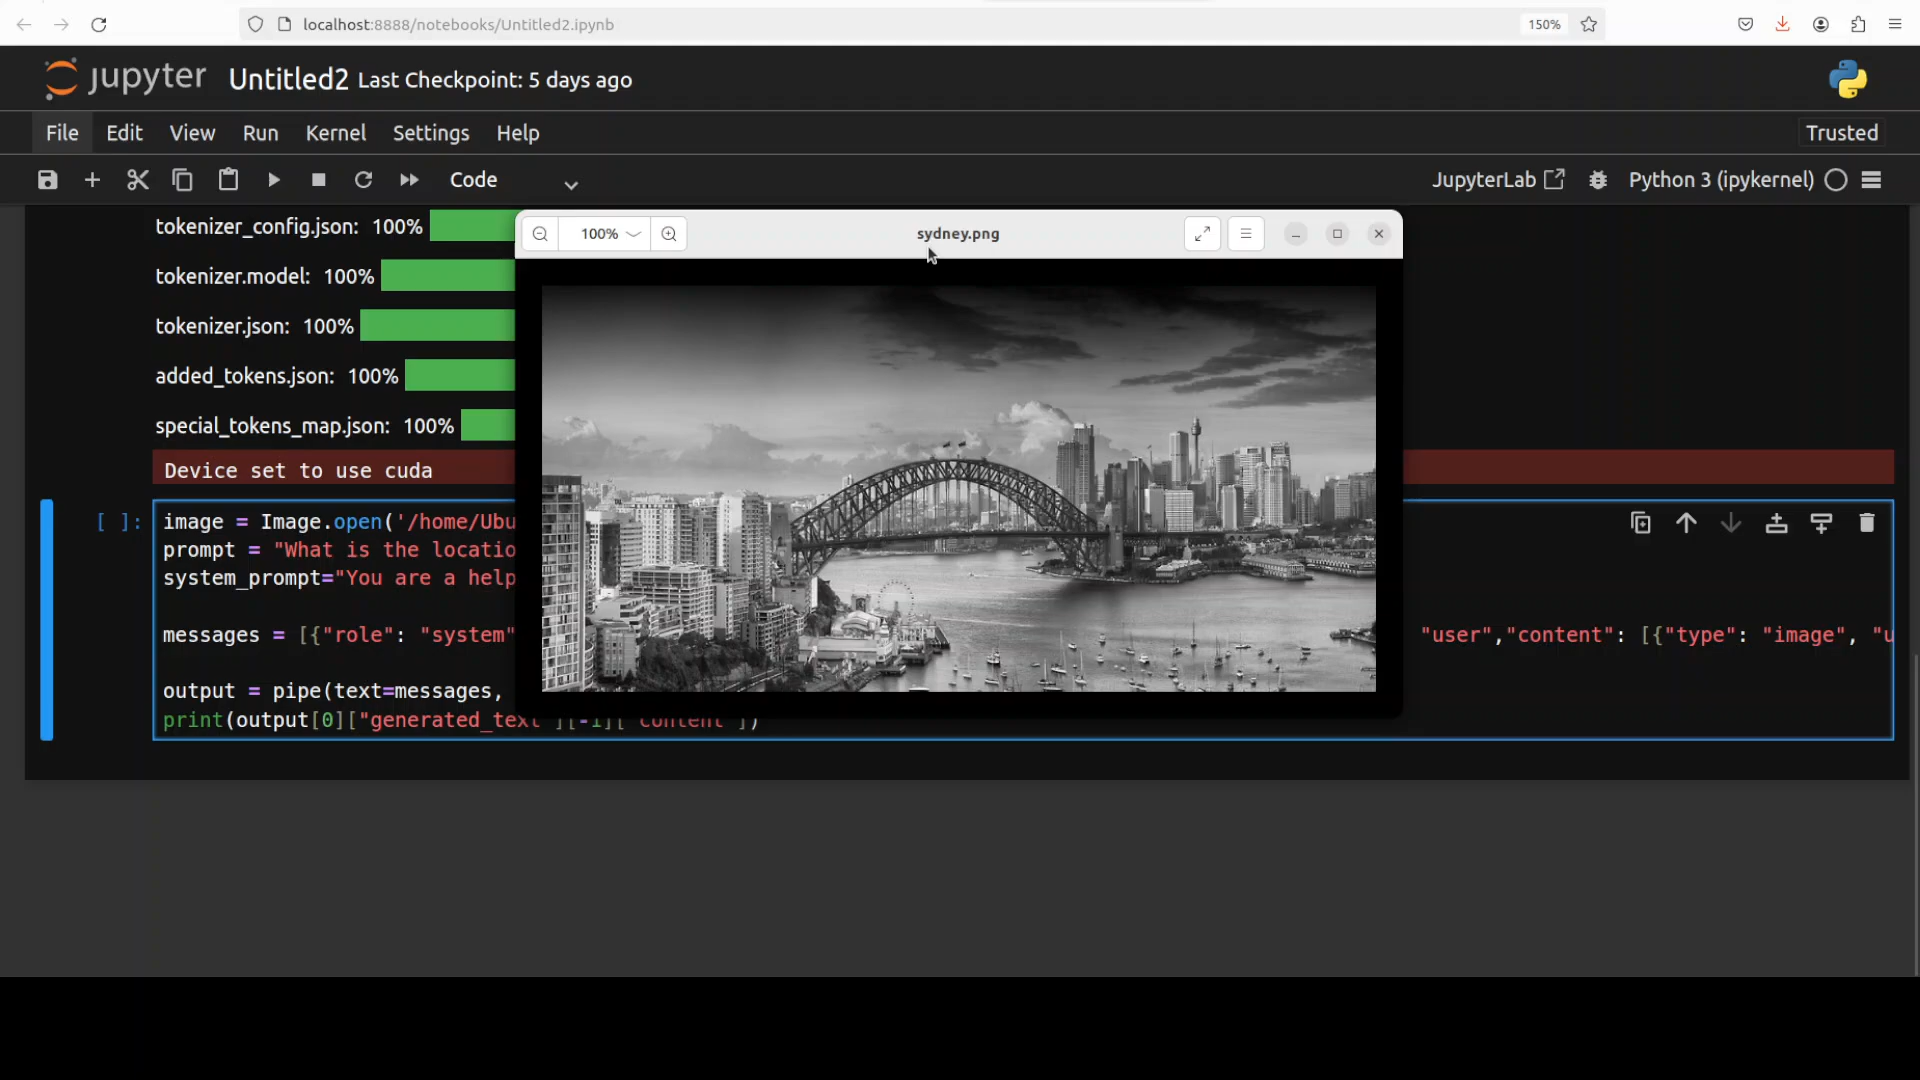 localhost:8888/notebooks/Untitled2.ipynb
150%
jupyter Untitled2 Last Checkpoint: 5 days ago
File Edit View Run Kernel Settings Help
Trusted
Code
JupyterLab
Python 3 (ipykernel)
tokenizer_config.json: 100%
tokenizer.model: 100%
tokenizer.json: 100%
added_tokens.json: 100%
special_tokens_map.json: 100%
Device set to use cuda
100%
sydney.png
[ ]:
image = Image.open('/home/Ubu
prompt = "What is the locatio
system_prompt="You are a help
messages = [{"role": "system" "user","content": [{"type": "image", "u
output = pipe(text=messages,
print(output[0]["generated_text"][-1]["content"])